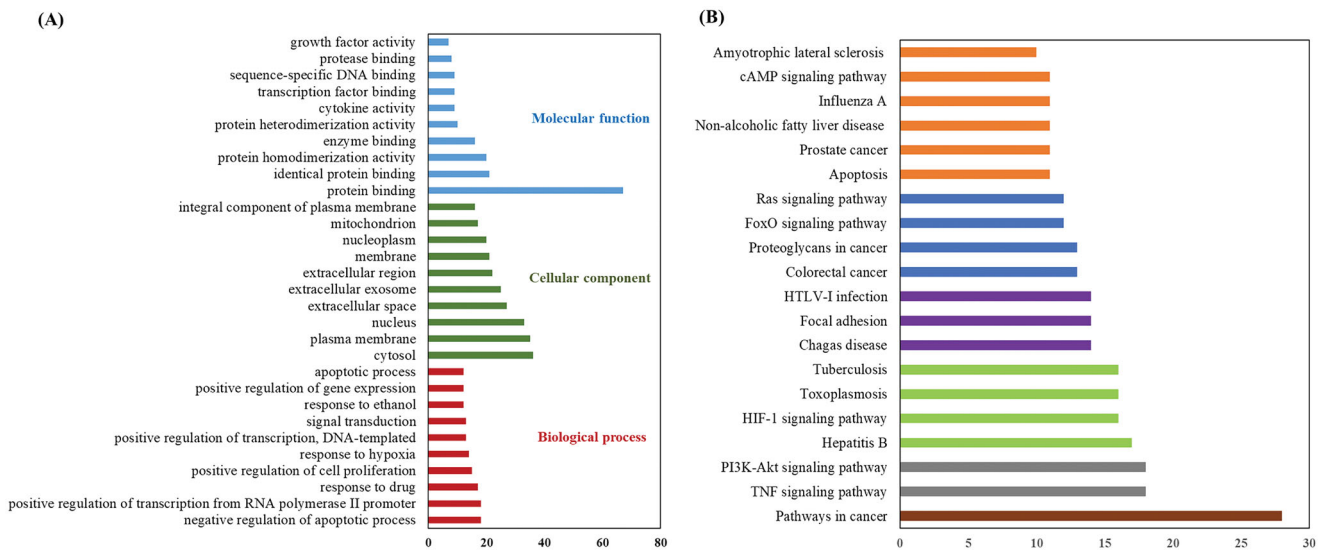 (A)
growth factor activity
protease binding
sequence-specific DNA binding
transcription factor binding
cytokine activity
protein heterodimerization activity
enzyme binding
protein homodimerization activity
identical protein binding
protein binding
Molecular function
integral component of plasma membrane
mitochondrion
nucleoplasm
membrane
extracellular region
extracellular exosome
extracellular space
nucleus
plasma membrane
cytosol
Cellular component
apoptotic process
positive regulation of gene expression
response to ethanol
signal transduction
positive regulation of transcription, DNA-templated
response to hypoxia
positive regulation of cell proliferation
response to drug
positive regulation of transcription from RNA polymerase II promoter
negative regulation of apoptotic process
Biological process
0 20 40 60 80
(B)
Amyotrophic lateral sclerosis
cAMP signaling pathway
Influenza A
Non-alcoholic fatty liver disease
Prostate cancer
Apoptosis
Ras signaling pathway
FoxO signaling pathway
Proteoglycans in cancer
Colorectal cancer
HTLV-I infection
Focal adhesion
Chagas disease
Tuberculosis
Toxoplasmosis
HIF-1 signaling pathway
Hepatitis B
PI3K-Akt signaling pathway
TNF signaling pathway
Pathways in cancer
0 5 10 15 20 25 30